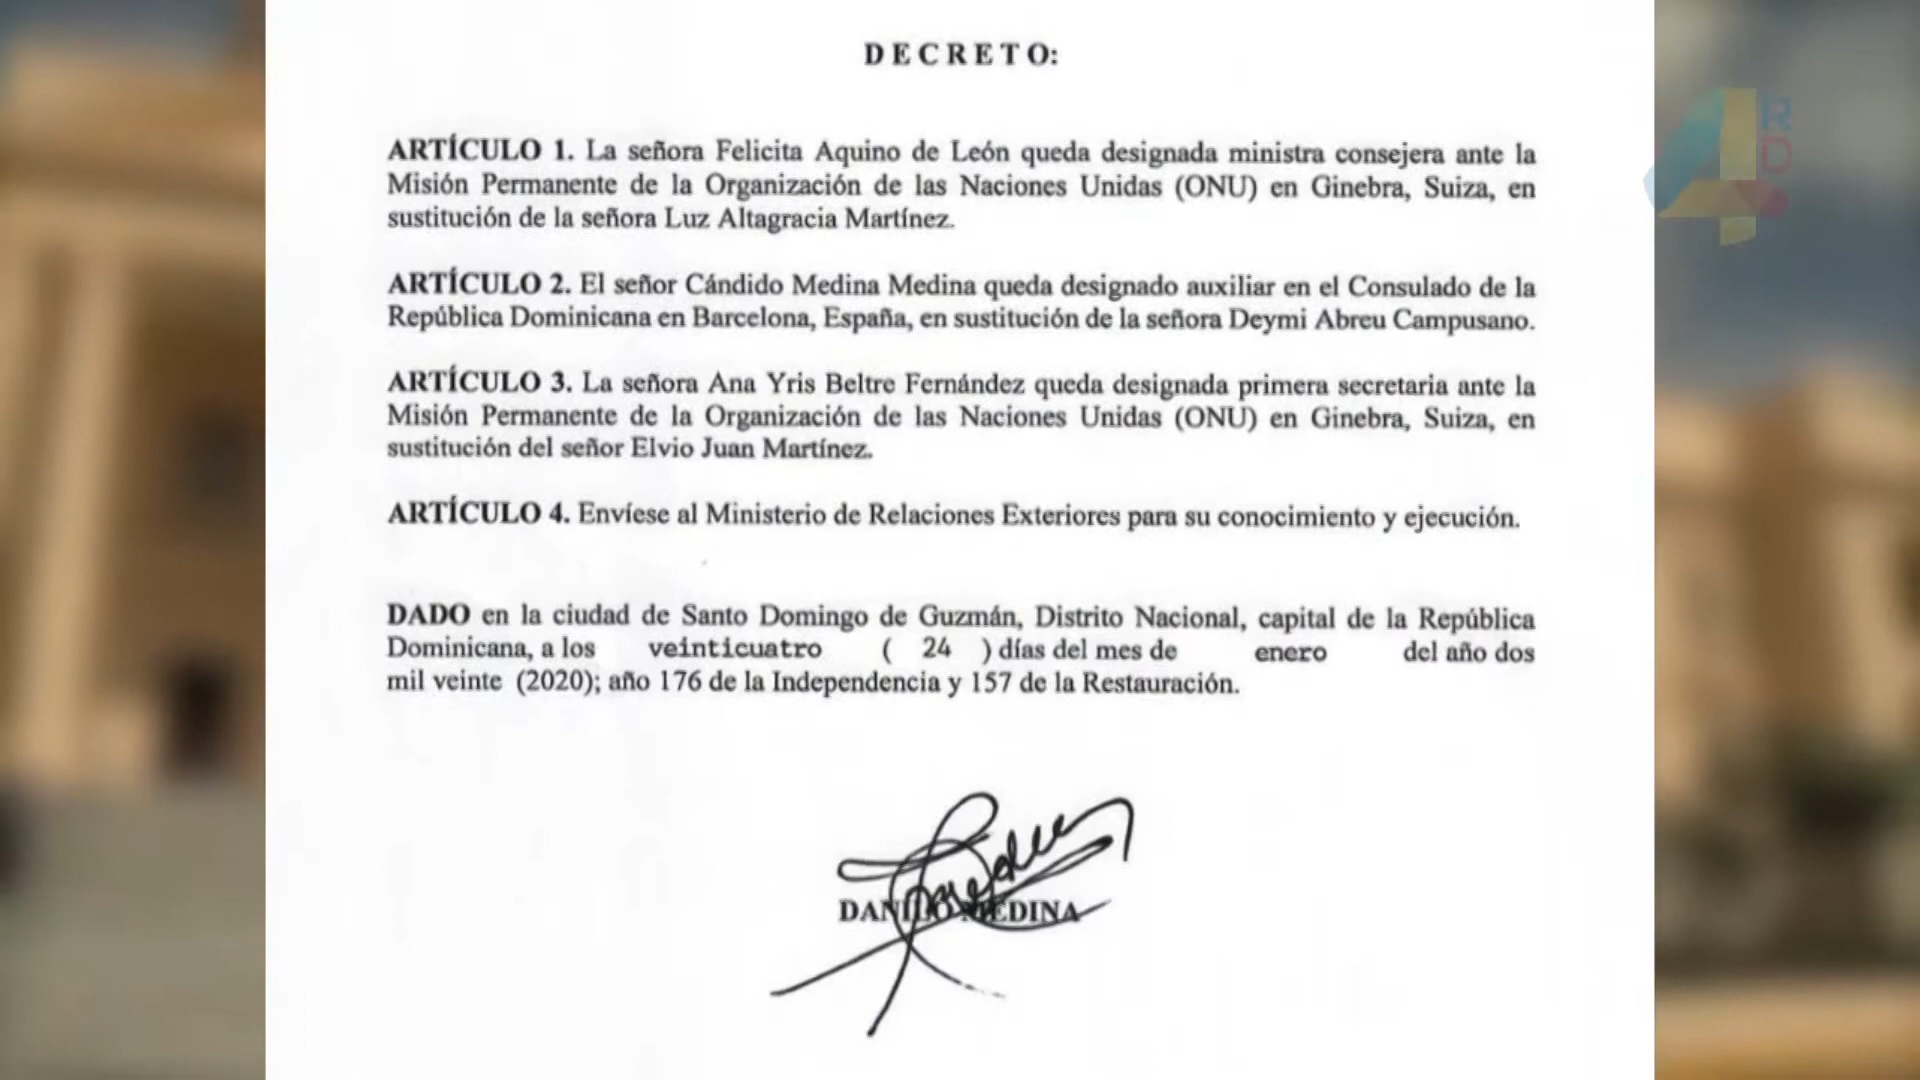 DECRETO:
ARTÍCULO 1. La señora Felicita Aquino de León queda designada ministra consejera ante la
Misión Permanente de la Organización de las Naciones Unidas (ONU) en Ginebra, Suiza, en
sustitución de la señora Luz Altagracia Martínez.
ARTÍCULO 2. El señor Cándido Medina Medina queda designado auxiliar en el Consulado de la
República Dominicana en Barcelona, España, en sustitución de la señora Deymi Abreu Campusano.
ARTÍCULO 3. La señora Ana Yris Beltre Fernández queda designada primera secretaria ante la
Misión Permanente de la Organización de las Naciones Unidas (ONU) en Ginebra, Suiza, en
sustitución del señor Elvio Juan Martínez.
ARTÍCULO 4. Envíese al Ministerio de Relaciones Exteriores para su conocimiento y ejecución.
DADO en la ciudad de Santo Domingo de Guzmán, Distrito Nacional, capital de la República
Dominicana, a los veinticuatro ( 24 ) días del mes de enero del año dos
mil veinte (2020); año 176 de la Independencia y 157 de la Restauración.
DANILO MEDINA
4
RD